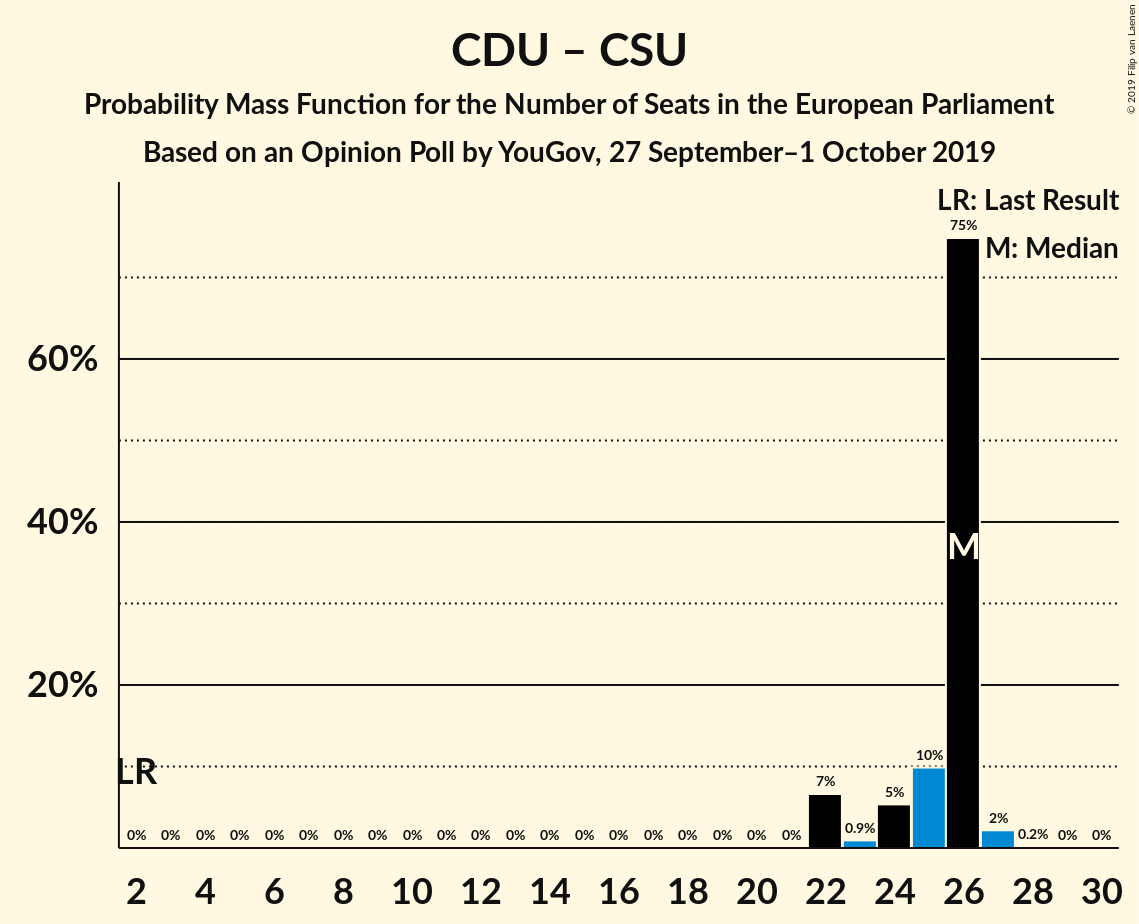 CDU – CSU
Probability Mass Function for the Number of Seats in the European Parliament
Based on an Opinion Poll by YouGov, 27 September–1 October 2019
© 2019 Filip van Laenen
LR: Last Result
M: Median
75%
60%
40%
M
20%
LR
0% 0% 0% 0% 0% 0% 0% 0% 0% 0% 0% 0% 0% 0% 0% 0% 0% 0% 0% 0% 7% 0.9% 5% 10% 2% 0.2% 0% 0%
2 4 6 8 10 12 14 16 18 20 22 24 26 28 30